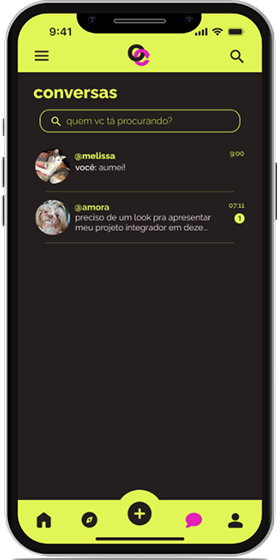 9:41
conversas
quem vc tá procurando?
@melissa 9:00
você: aumei!
@amora 07:11
preciso de um look pra apresentar
meu projeto integrador em deze... 1